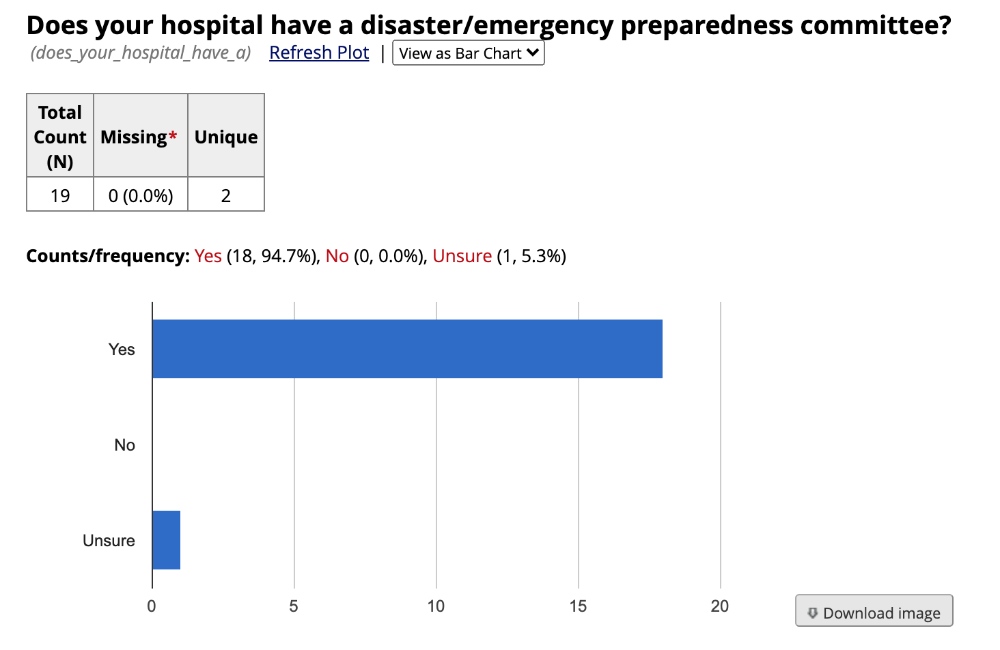 Does your hospital have a disaster/emergency preparedness committee?
(does_your_hospital_have_a) Refresh Plot | View as Bar Chart
Total Count (N) Missing* Unique
19 0 (0.0%) 2
Counts/frequency: Yes (18, 94.7%), No (0, 0.0%), Unsure (1, 5.3%)
Yes
No
Unsure
0 5 10 15 20
Download image